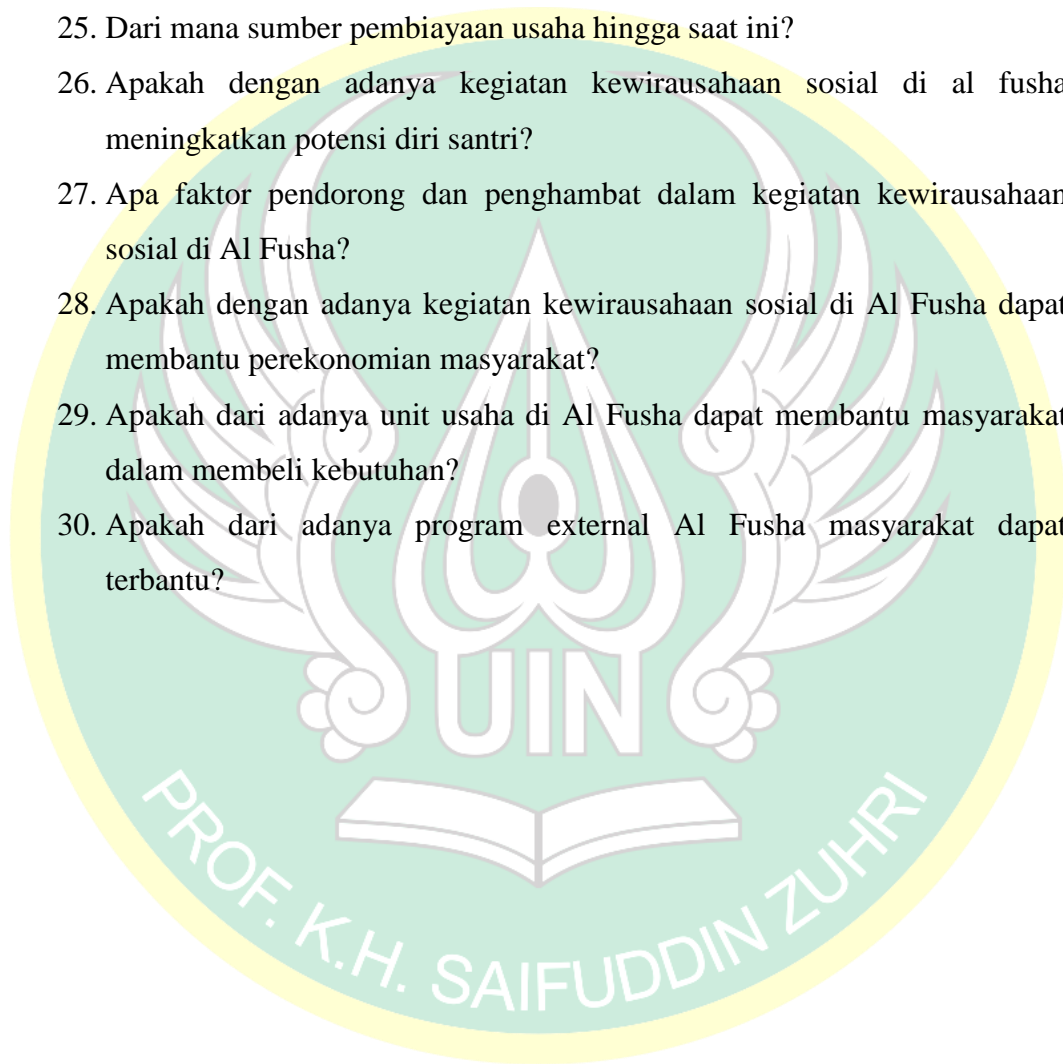 25. Dari mana sumber pembiayaan usaha hingga saat ini?
26. Apakah dengan adanya kegiatan kewirausahaan sosial di al fusha
meningkatkan potensi diri santri?
27. Apa faktor pendorong dan penghambat dalam kegiatan kewirausahaan
sosial di Al Fusha?
28. Apakah dengan adanya kegiatan kewirausahaan sosial di Al Fusha dapat
membantu perekonomian masyarakat?
29. Apakah dari adanya unit usaha di Al Fusha dapat membantu masyarakat
dalam membeli kebutuhan?
30. Apakah dari adanya program external Al Fusha masyarakat dapat
terbantu?
UIN
PROF. K.H. SAIFUDDIN ZUHRI